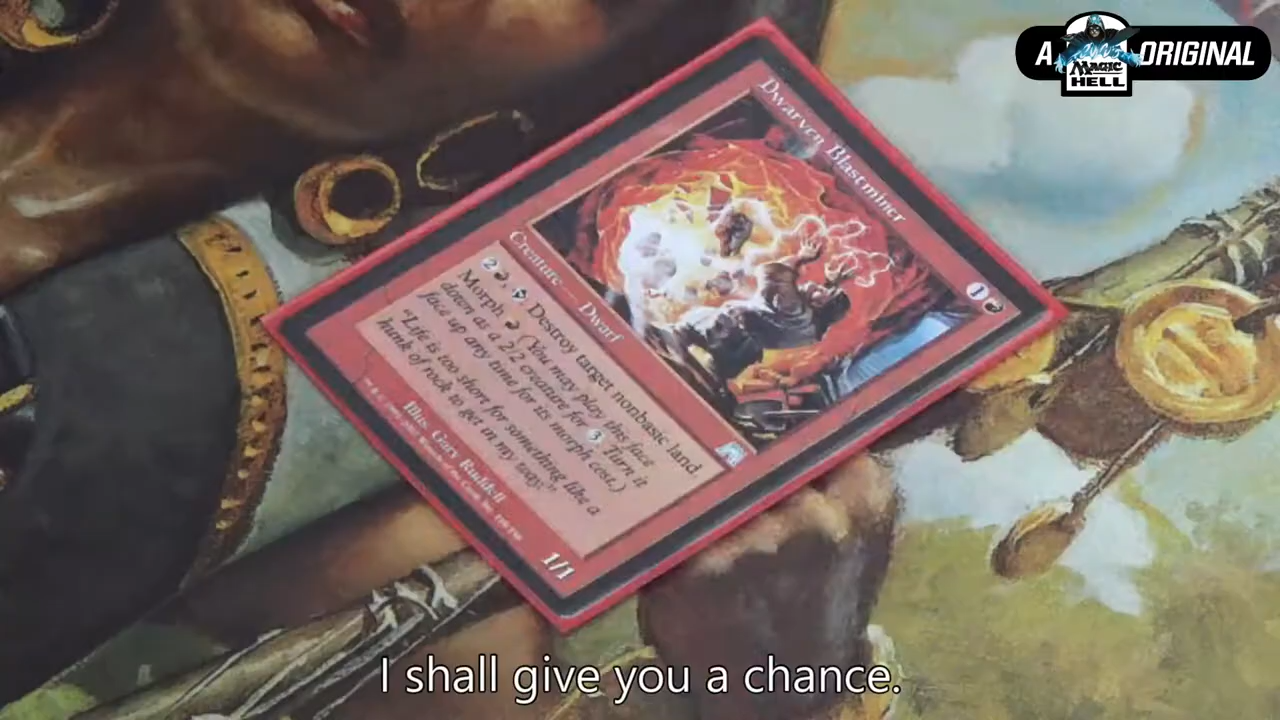 A
MAGIC
HELL
ORIGINAL
Dwarven Blastminer
1
Creature — Dwarf
2 , : Destroy target nonbasic land.
Morph (You may play this face
down as a 2/2 creature for 3. Turn it
face up any time for its morph cost.)
"Life is too short for something like a
hunk of rock to get in my way."
Illus. Gary Ruddell
1/1
I shall give you a chance.